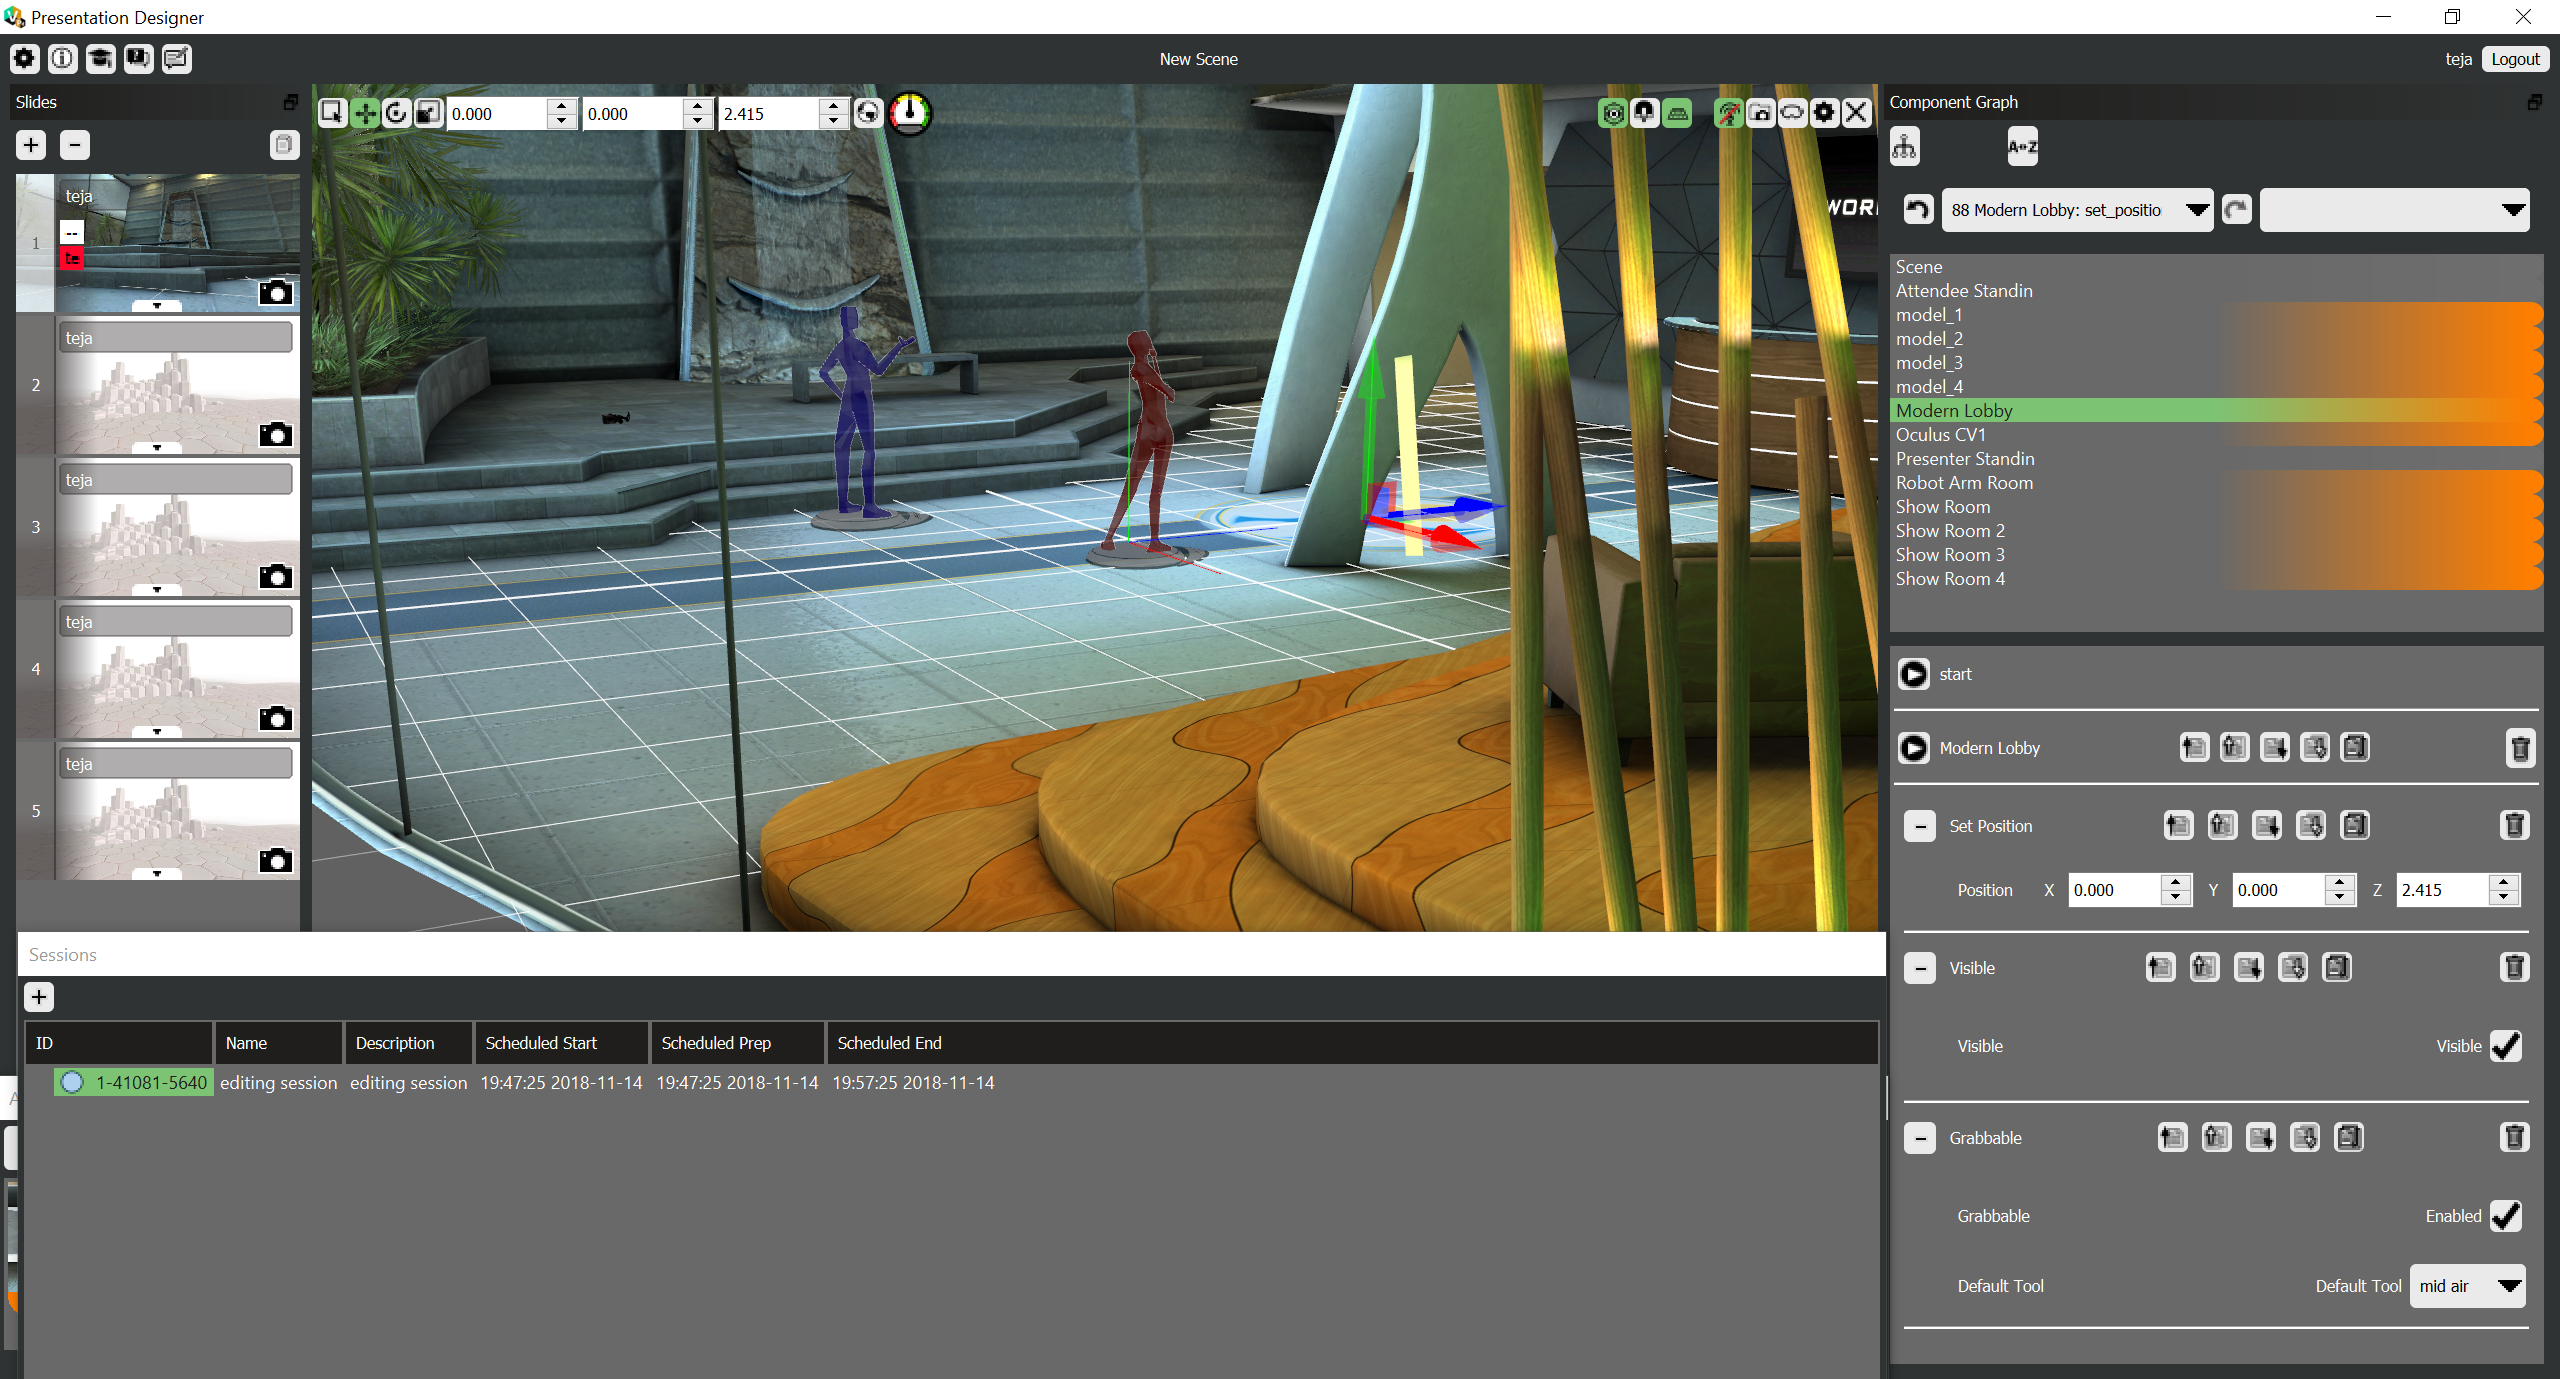 Presentation Designer
New Scene
teja
Logout
Slides
1
teja
--
te
2
teja
3
teja
4
teja
5
teja
0.000
0.000
2.415
WOR
Component Graph
A↔Z
88 Modern Lobby: set_positio
Scene
Attendee Standin
model_1
model_2
model_3
model_4
Modern Lobby
Oculus CV1
Presenter Standin
Robot Arm Room
Show Room
Show Room 2
Show Room 3
Show Room 4
start
Modern Lobby
Set Position
Position X 0.000 Y 0.000 Z 2.415
Visible
Visible Visible
Grabbable
Grabbable Enabled
Default Tool Default Tool mid air
Sessions
ID Name Description Scheduled Start Scheduled Prep Scheduled End
1-41081-5640 editing session editing session 19:47:25 2018-11-14 19:47:25 2018-11-14 19:57:25 2018-11-14